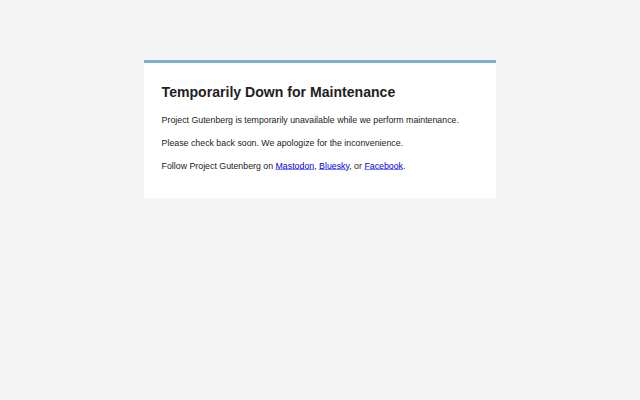 Temporarily Down for Maintenance
Project Gutenberg is temporarily unavailable while we perform maintenance.
Please check back soon. We apologize for the inconvenience.
Follow Project Gutenberg on Mastodon, Bluesky, or Facebook.